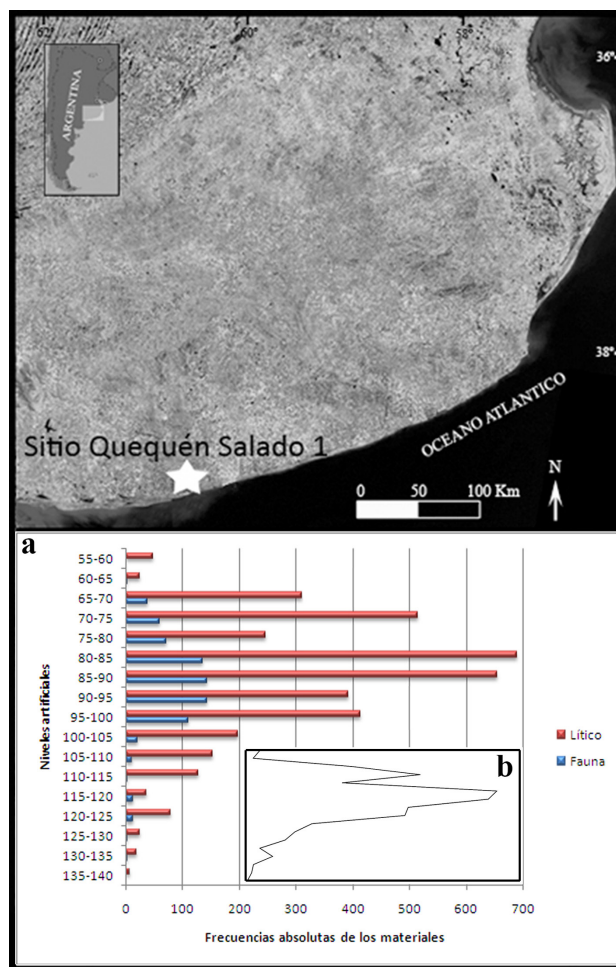 62°
60°
58°
36°
ARGENTINA
38°
OCEANO ATLANTICO
Sitio Quequén Salado 1
N
0 50 100 Km
a
55-60
60-65
65-70
70-75
75-80
80-85
85-90
90-95
95-100
100-105
105-110
110-115
115-120
120-125
125-130
130-135
135-140
Niveles artificiales
Lítico
Fauna
b
0 100 200 300 400 500 600 700
Frecuencias absolutas de los materiales